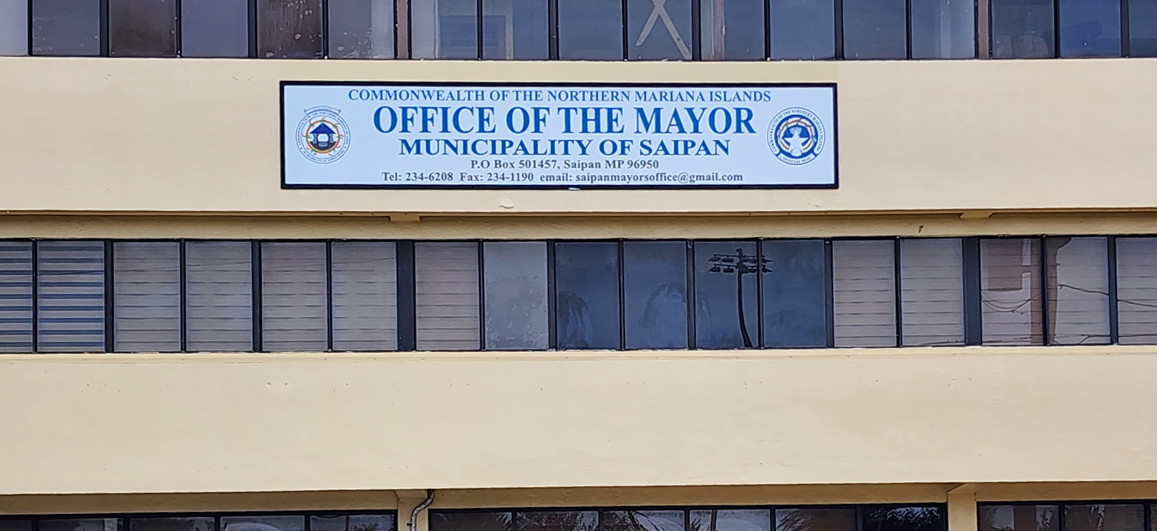 COMMONWEALTH OF THE NORTHERN MARIANA ISLANDS
OFFICE OF THE MAYOR
MUNICIPALITY OF SAIPAN
P.O Box 501457, Saipan MP 96950
Tel: 234-6208 Fax: 234-1190 email: saipanmayorsoffice@gmail.com